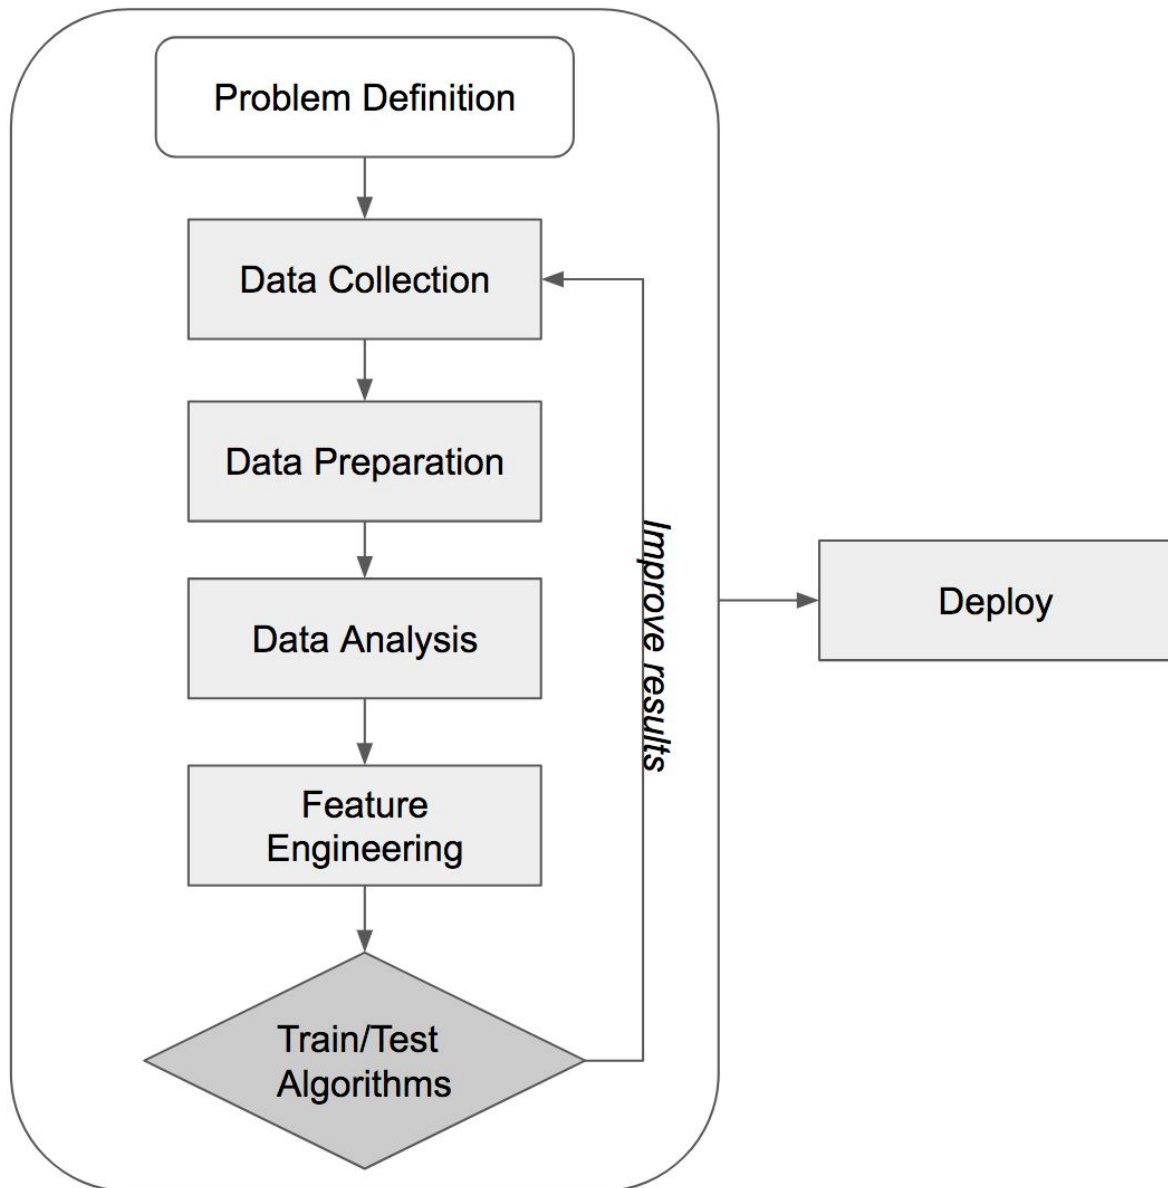 Problem Definition
Data Collection
Data Preparation
Data Analysis
Feature
Engineering
Train/Test
Algorithms
Improve results
Deploy